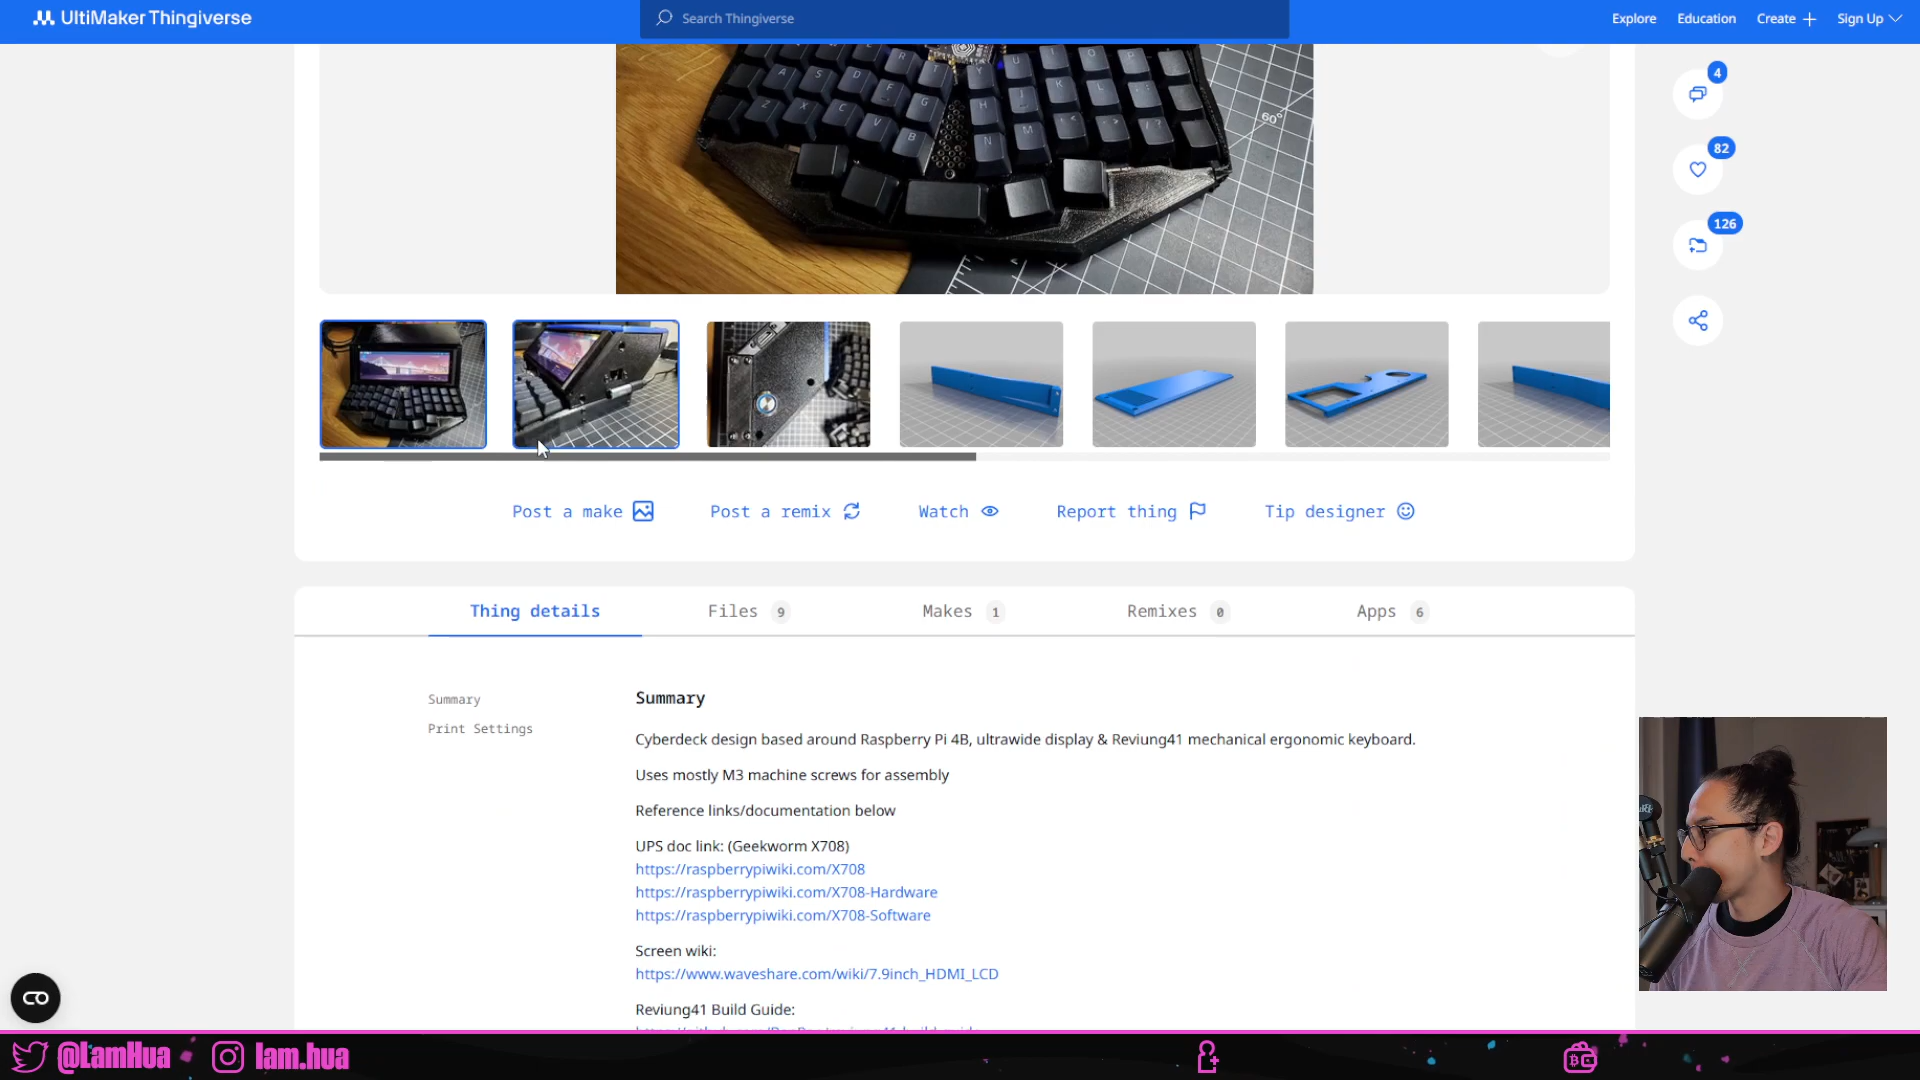 UltiMaker Thingiverse
Search Thingiverse
Explore
Education
Create
Sign Up
4
82
126
60°
A S D F G
Z X C V B
R T Y U I O P
H J K L
N M
Post a make
Post a remix
Watch
Report thing
Tip designer
Thing details
Files 9
Makes 1
Remixes 0
Apps 6
Summary
Print Settings
Summary
Cyberdeck design based around Raspberry Pi 4B, ultrawide display & Reviung41 mechanical ergonomic keyboard.
Uses mostly M3 machine screws for assembly
Reference links/documentation below
UPS doc link: (Geekworm X708)
https://raspberrypiwiki.com/X708
https://raspberrypiwiki.com/X708-Hardware
https://raspberrypiwiki.com/X708-Software
Screen wiki:
https://www.waveshare.com/wiki/7.9inch_HDMI_LCD
Reviung41 Build Guide:
@LamHua
lam.hua